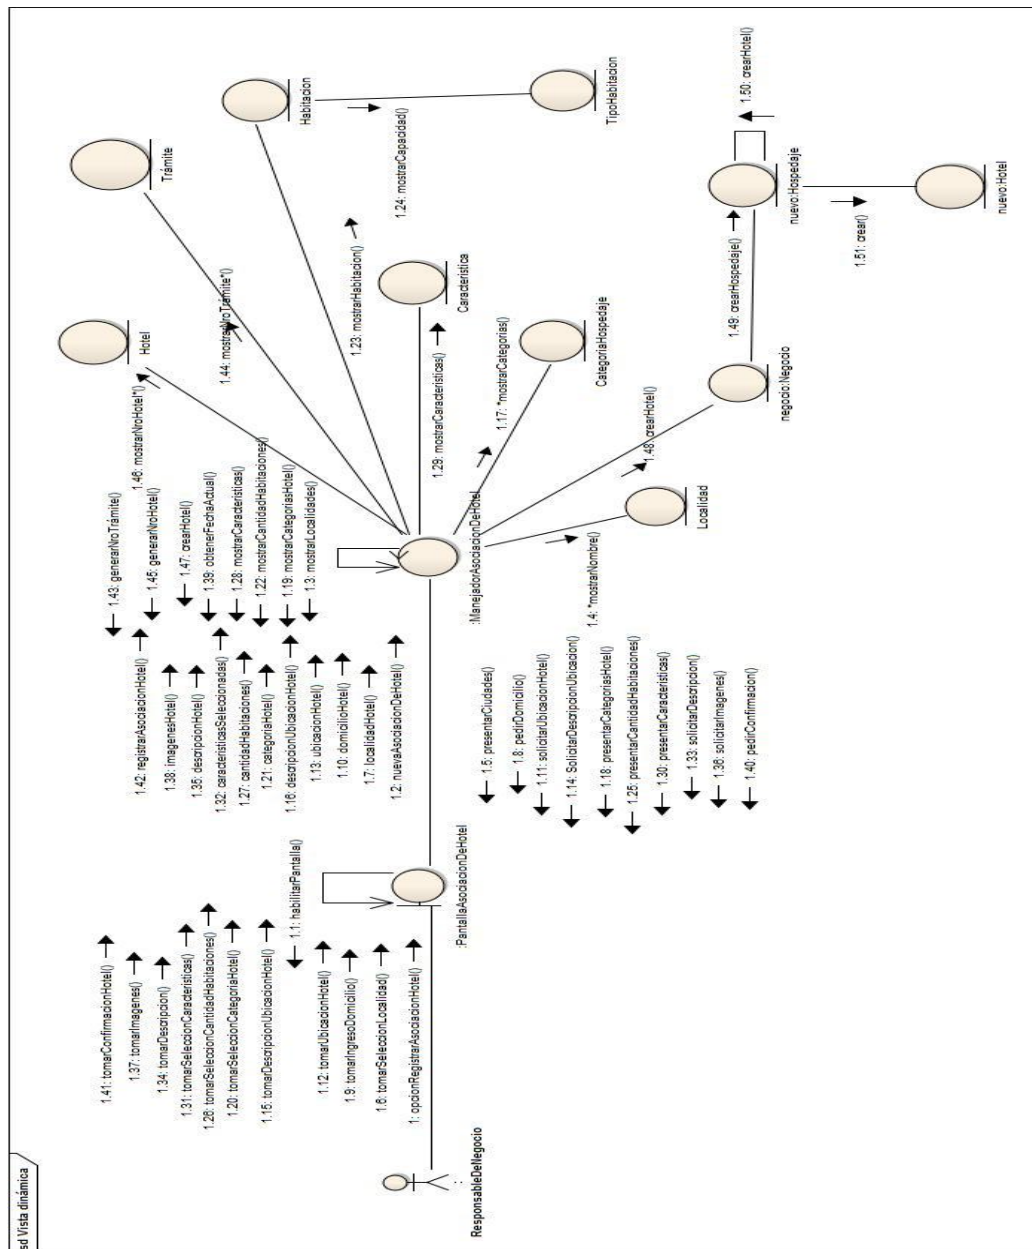 sd Vista dinámica
:
ResponsableDeNegocio
1.41: tomarConfirmacionHotel()
1.37: tomarImagenes()
1.34: tomarDescripcion()
1.31: tomarSeleccionCaracteristicas()
1.26: tomarSeleccionCantidadHabitaciones()
1.20: tomarSeleccionCategoriaHotel()
1.15: tomarDescripcionUbicacionHotel()
1.1: habilitarPantalla()
1.12: tomarUbicacionHotel()
1.9: tomarIngresoDomicilio()
1.6: tomarSeleccionLocalidad()
1: opcionRegistrarAsociacionHotel()
:PantallaAsociacionDeHotel
1.42: registrarAsociacionHotel()
1.38: imagenesHotel()
1.35: descripcionHotel()
1.32: caracteristicasSeleccionadas()
1.27: cantidadHabitaciones()
1.21: categoriaHotel()
1.16: descripcionUbicacionHotel()
1.13: ubicacionHotel()
1.10: domicilioHotel()
1.7: localidadHotel()
1.2: nuevaAsociacionDeHotel()
1.5: presentarCiudades()
1.8: pedirDomicilio()
1.11: solicitarUbicacionHotel()
1.14: SolicitarDescripcionUbicacion()
1.18: presentarCategoriasHotel()
1.25: presentarCantidadHabitaciones()
1.30: presentarCaracteristicas()
1.33: solicitarDescripcion()
1.36: solicitarImagenes()
1.40: pedirConfirmacion()
1.43: generarNroTrámite()
1.45: generarNroHotel()
1.47: crearHotel()
1.39: obtenerFechaActual()
1.28: mostrarCaracteristicas()
1.22: mostrarCantidadHabitaciones()
1.19: mostrarCategoriasHotel()
1.3: mostrarLocalidades()
:ManejadorAsociacionDeHotel
1.46: mostrarNroHotel*()
Hotel
1.44: mostrarNroTrámite*()
Trámite
1.23: mostrarHabitacion()
Habitacion
1.24: mostrarCapacidad()
TipoHabitacion
1.29: mostrarCaracteristicas()
Caracteristica
1.17: *mostrarCategorias()
CategoriaHospedaje
1.4: *mostrarNombre()
Localidad
1.48: crearHotel()
negocio:Negocio
1.49: crearHospedaje()
nuevo:Hospedaje
1.50: crearHotel()
1.51: crear()
nuevo:Hotel